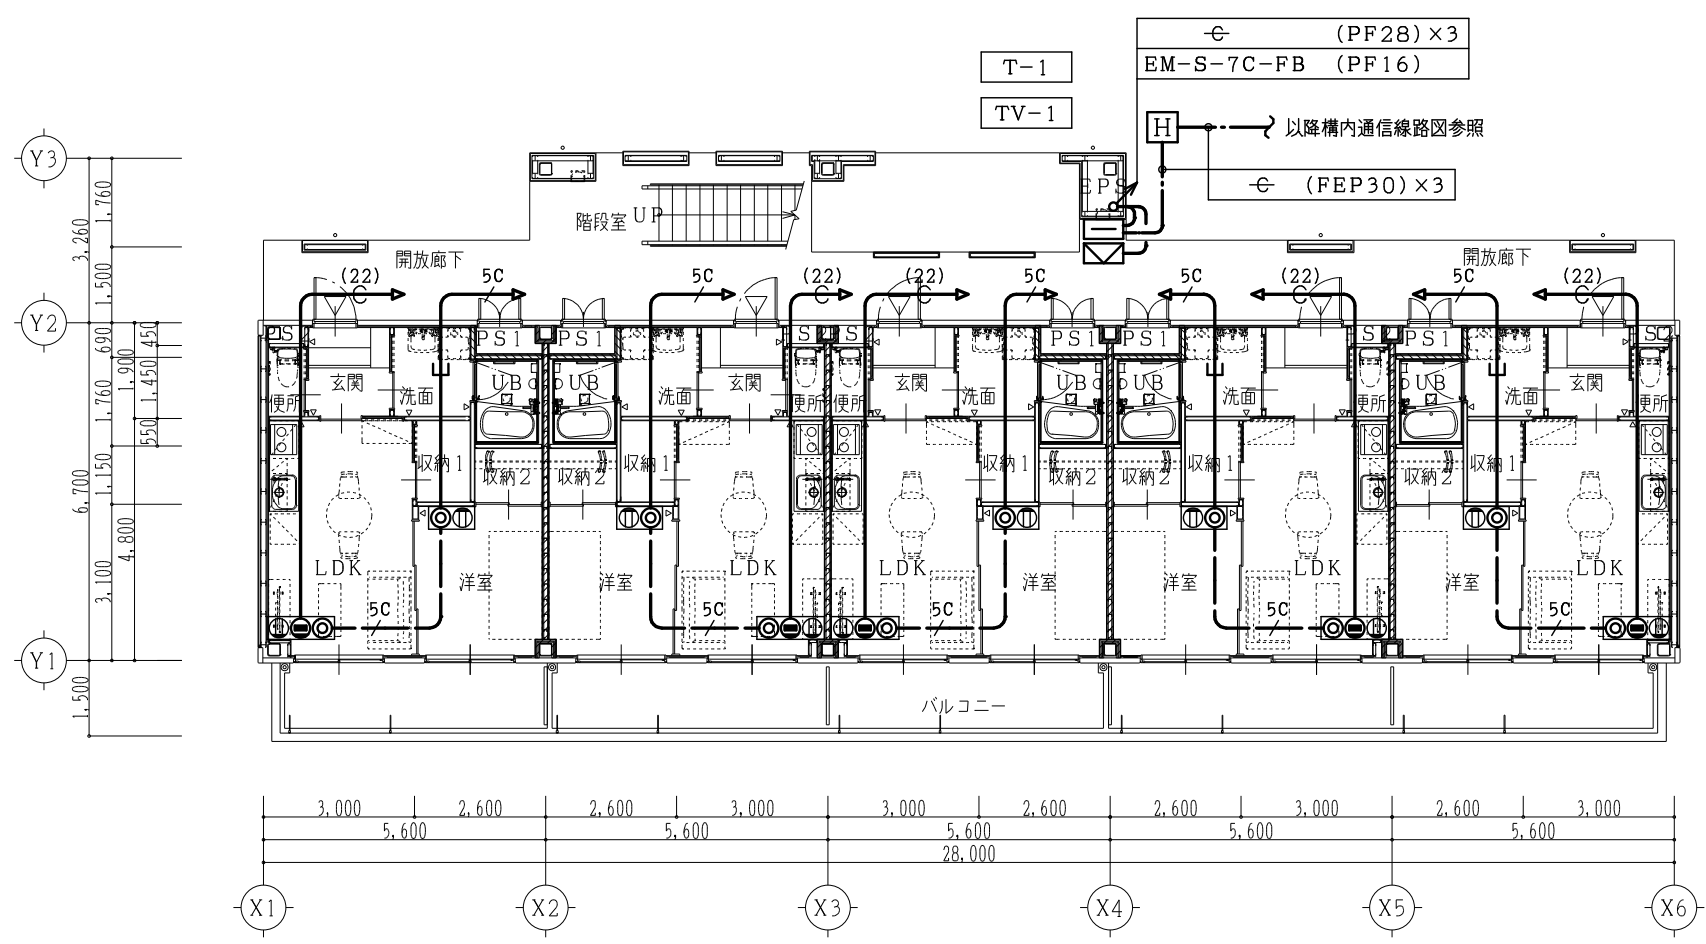 (PF28)×3
EM-S-7C-FB (PF16)
T-1
TV-1
H
以降構内通信線路図参照
(FEP30)×3
EPS
Y3
Y2
Y1
1,760
3,260
1,500
690
450
1,900
1,760
1,450
550
1,150
6,700
4,800
3,100
1,500
階段室 UP
開放廊下
開放廊下
(22) 5C 5C (22) (22) 5C 5C (22) 5C (22)
C C C C C
S PS1 PS1 S S PS1 PS1 S PS1 S
玄関 UB UB 玄関 玄関 UB UB 玄関 UB 玄関
便所 洗面 洗面 便所 便所 洗面 洗面 便所 洗面 便所
収納1 収納2 収納2 収納1 収納1 収納2 収納2 収納1 収納2 収納1
LDK 洋室 洋室 LDK LDK 洋室 洋室 LDK 洋室 LDK
5C 5C 5C 5C 5C
バルコニー
3,000 2,600 2,600 3,000 3,000 2,600 2,600 3,000 2,600 3,000
5,600 5,600 5,600 5,600 5,600
28,000
X1 X2 X3 X4 X5 X6